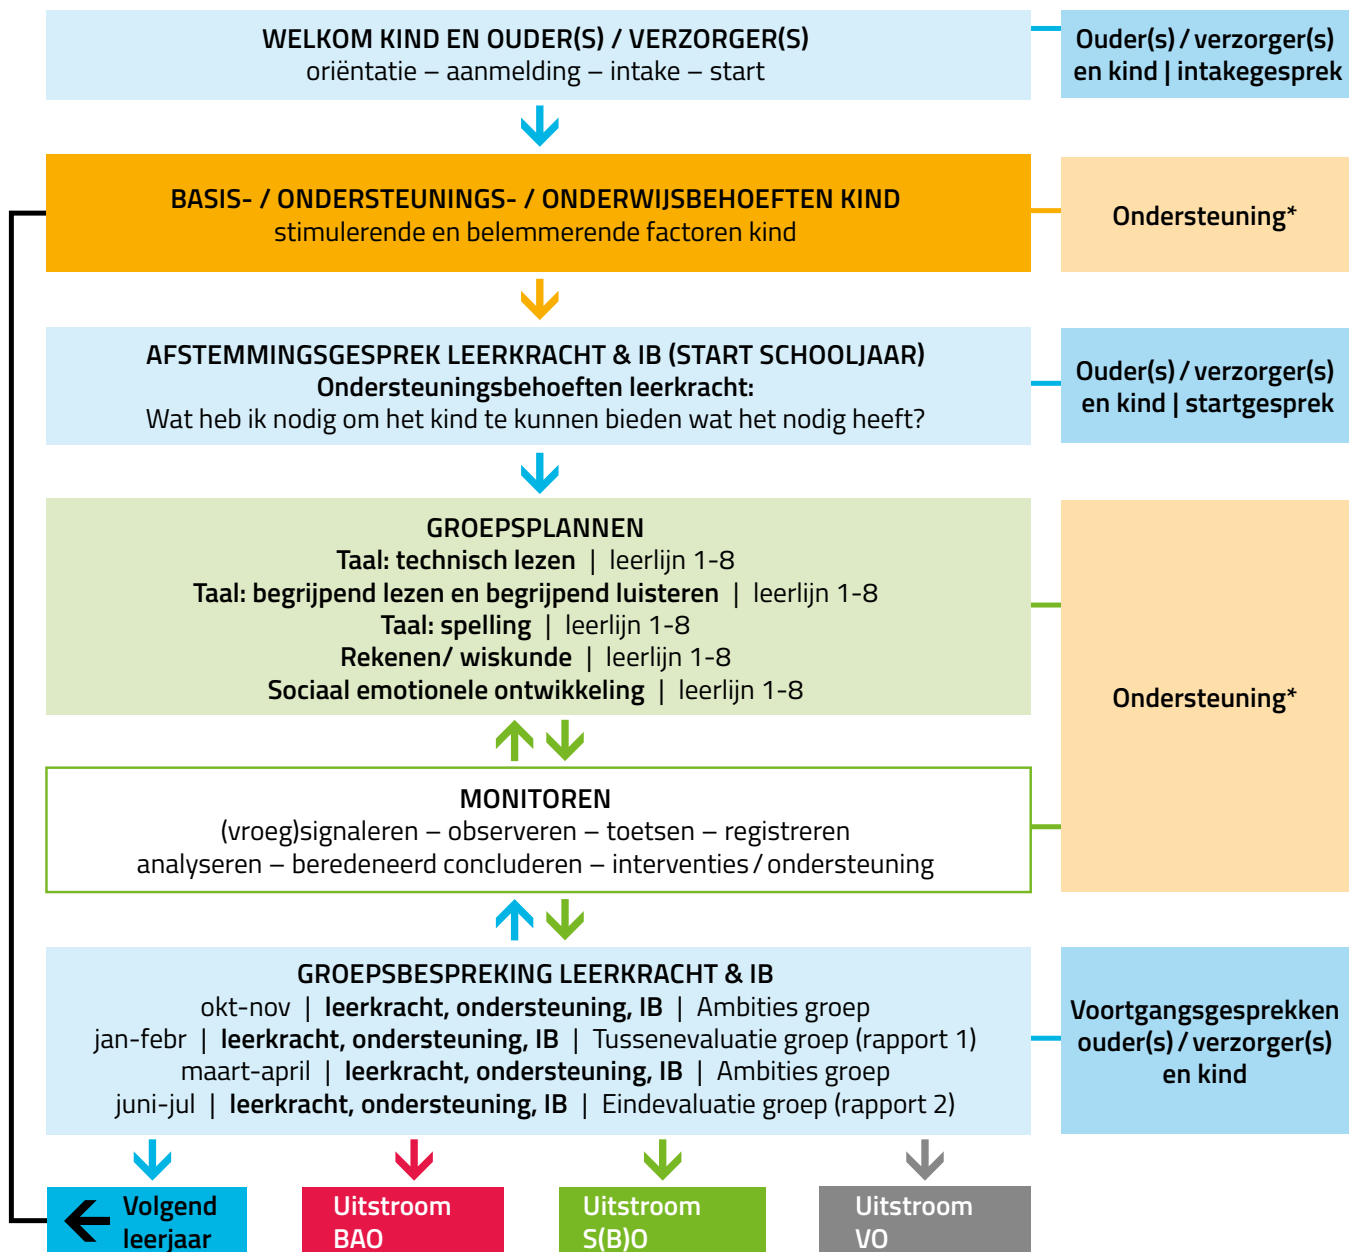 WELKOM KIND EN OUDER(S) / VERZORGER(S)
oriëntatie – aanmelding – intake – start
Ouder(s) / verzorger(s)
en kind | intakegesprek
BASIS- / ONDERSTEUNINGS- / ONDERWIJSBEHOEFTEN KIND
stimulerende en belemmerende factoren kind
Ondersteuning*
AFSTEMMINGSGESPREK LEERKRACHT & IB (START SCHOOLJAAR)
Ondersteuningsbehoeften leerkracht:
Wat heb ik nodig om het kind te kunnen bieden wat het nodig heeft?
Ouder(s) / verzorger(s)
en kind | startgesprek
GROEPSPLANNEN
Taal: technisch lezen | leerlijn 1-8
Taal: begrijpend lezen en begrijpend luisteren | leerlijn 1-8
Taal: spelling | leerlijn 1-8
Rekenen/ wiskunde | leerlijn 1-8
Sociaal emotionele ontwikkeling | leerlijn 1-8
Ondersteuning*
MONITOREN
(vroeg)signaleren – observeren – toetsen – registreren
analyseren – beredeneerd concluderen – interventies / ondersteuning
GROEPSBESPREKING LEERKRACHT & IB
okt-nov | leerkracht, ondersteuning, IB | Ambities groep
jan-febr | leerkracht, ondersteuning, IB | Tussenevaluatie groep (rapport 1)
maart-april | leerkracht, ondersteuning, IB | Ambities groep
juni-jul | leerkracht, ondersteuning, IB | Eindevaluatie groep (rapport 2)
Voortgangsgesprekken
ouder(s) / verzorger(s)
en kind
Volgend
leerjaar
Uitstroom
BAO
Uitstroom
S(B)O
Uitstroom
VO